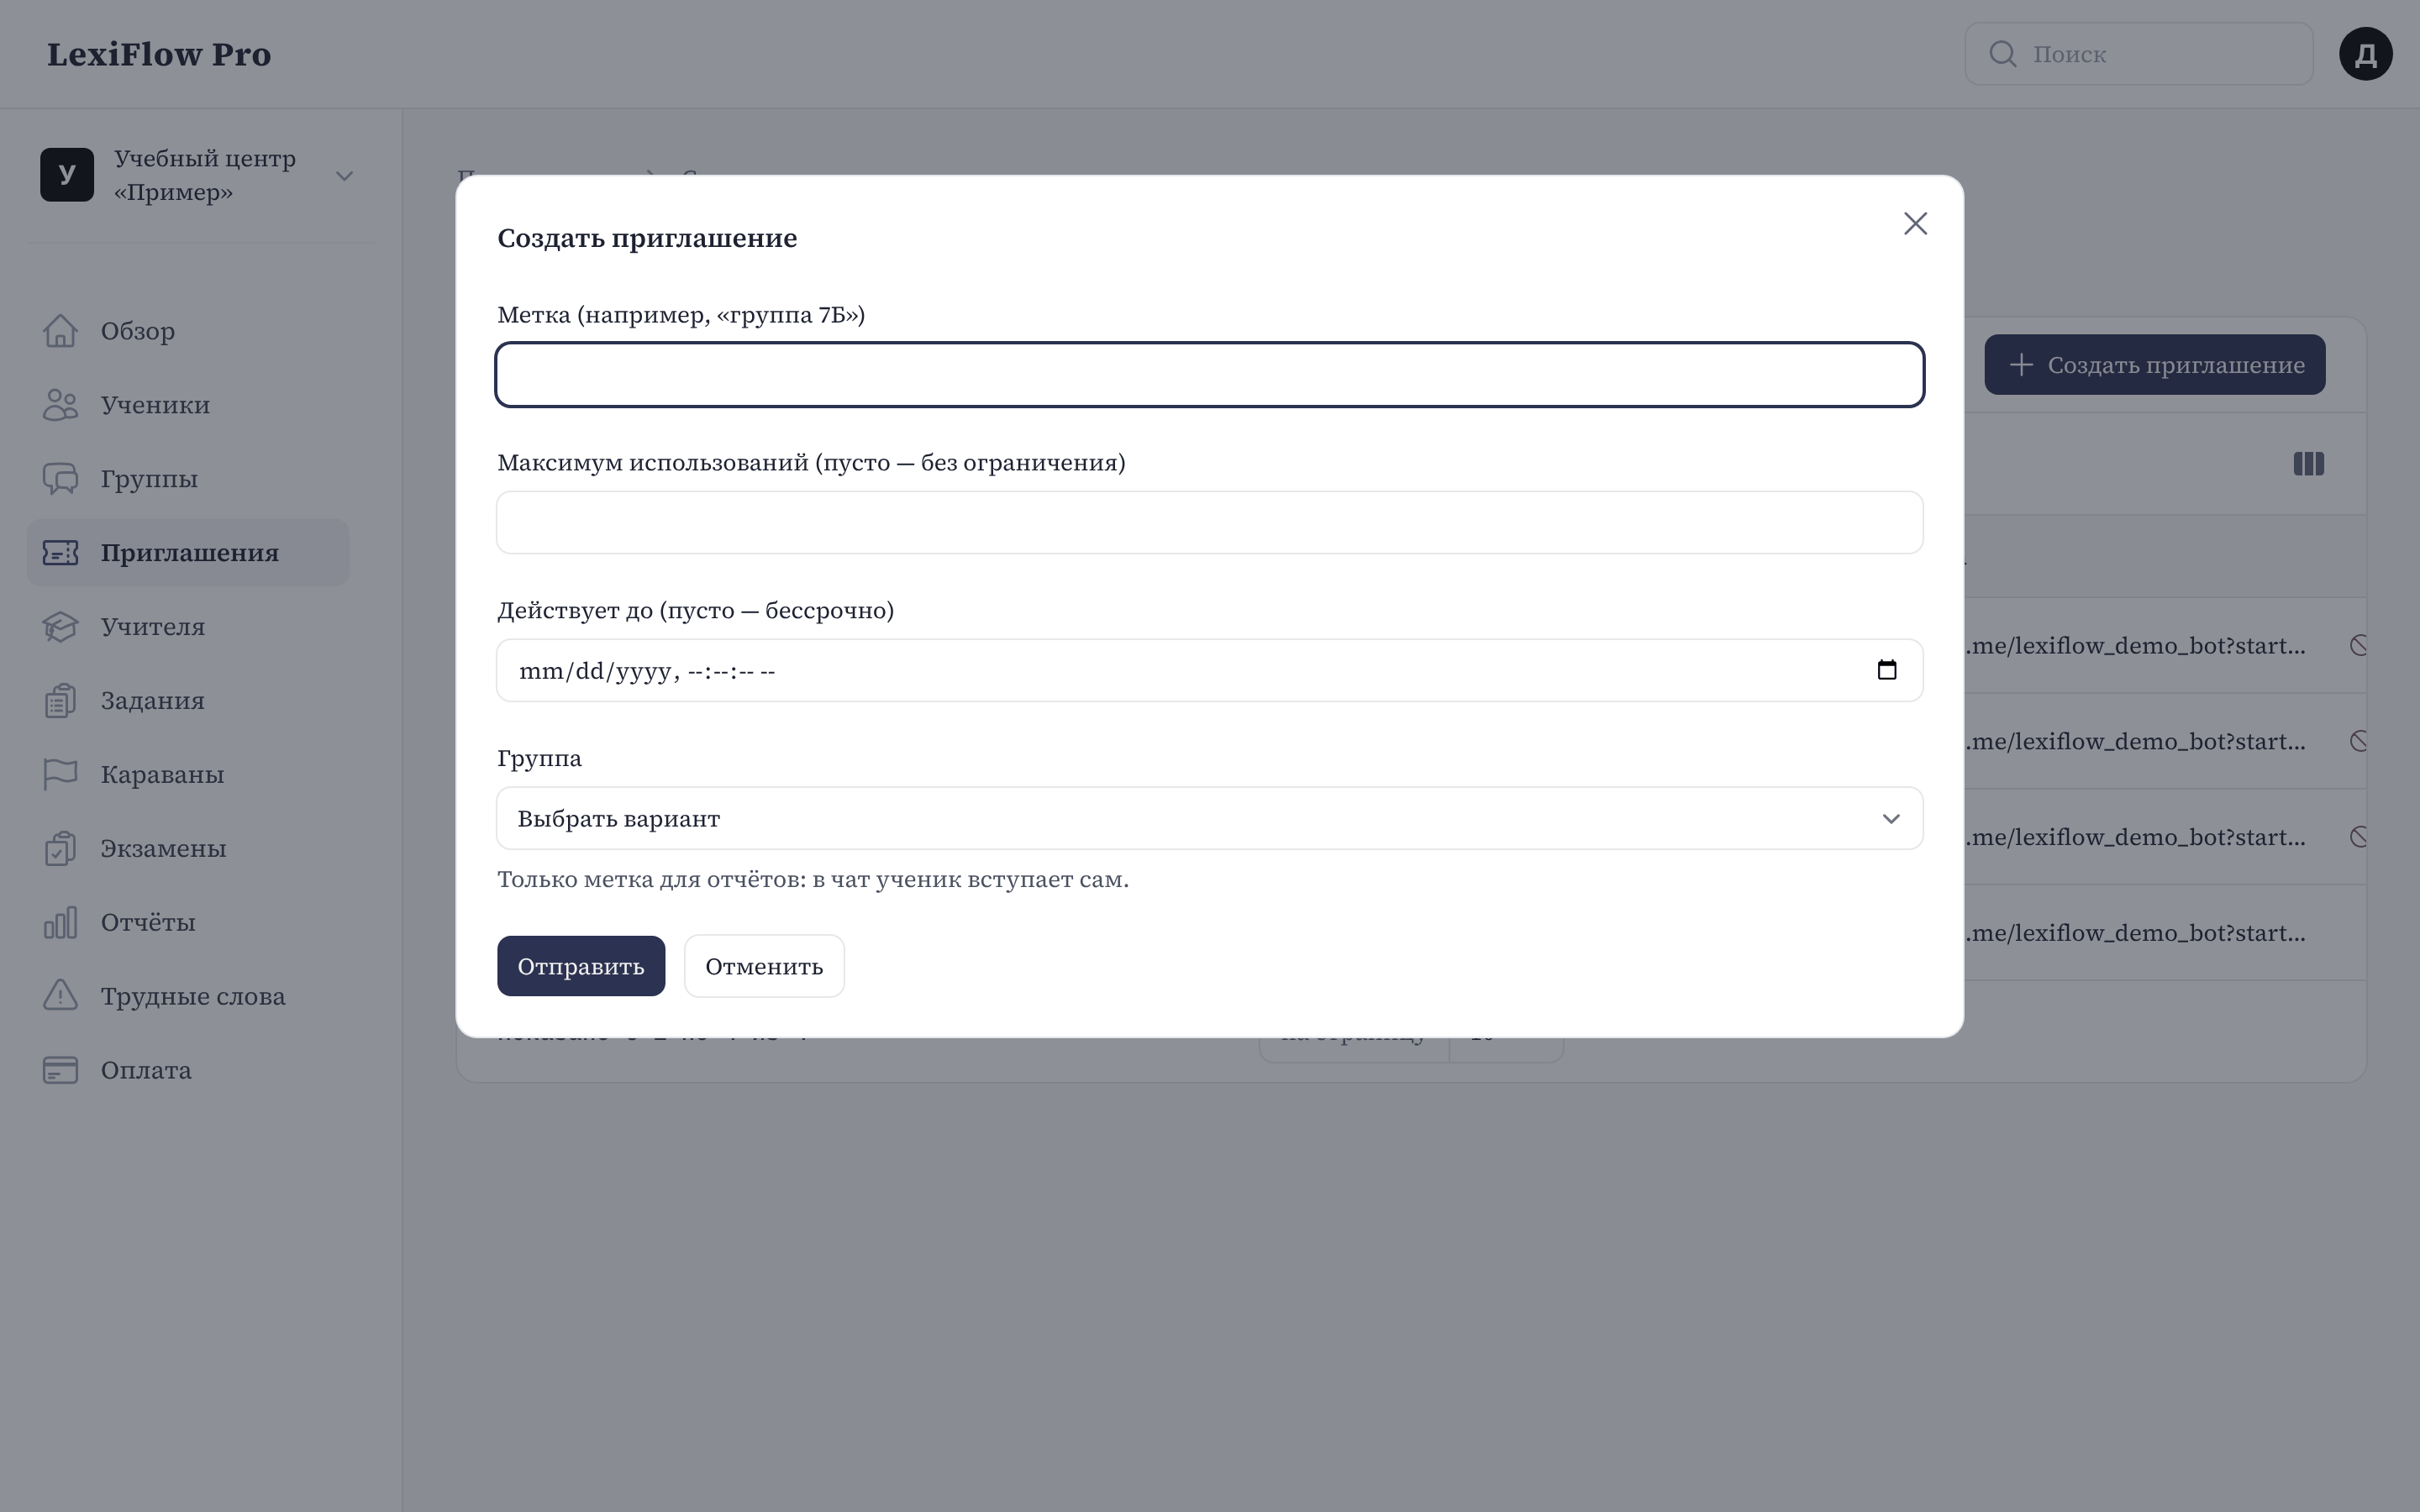 LexiFlow Pro
Поиск
Д
У
Учебный центр
«Пример»
Обзор
Ученики
Группы
Приглашения
Учителя
Задания
Караваны
Экзамены
Отчёты
Трудные слова
Оплата
Создать приглашение
Метка (например, «группа 7Б»)
Максимум использований (пусто — без ограничения)
Действует до (пусто — бессрочно)
mm/dd/yyyy, --:--:-- --
Группа
Выбрать вариант
Только метка для отчётов: в чат ученик вступает сам.
Отправить
Отменить
Создать приглашение
.me/lexiflow_demo_bot?start...
.me/lexiflow_demo_bot?start...
.me/lexiflow_demo_bot?start...
.me/lexiflow_demo_bot?start...